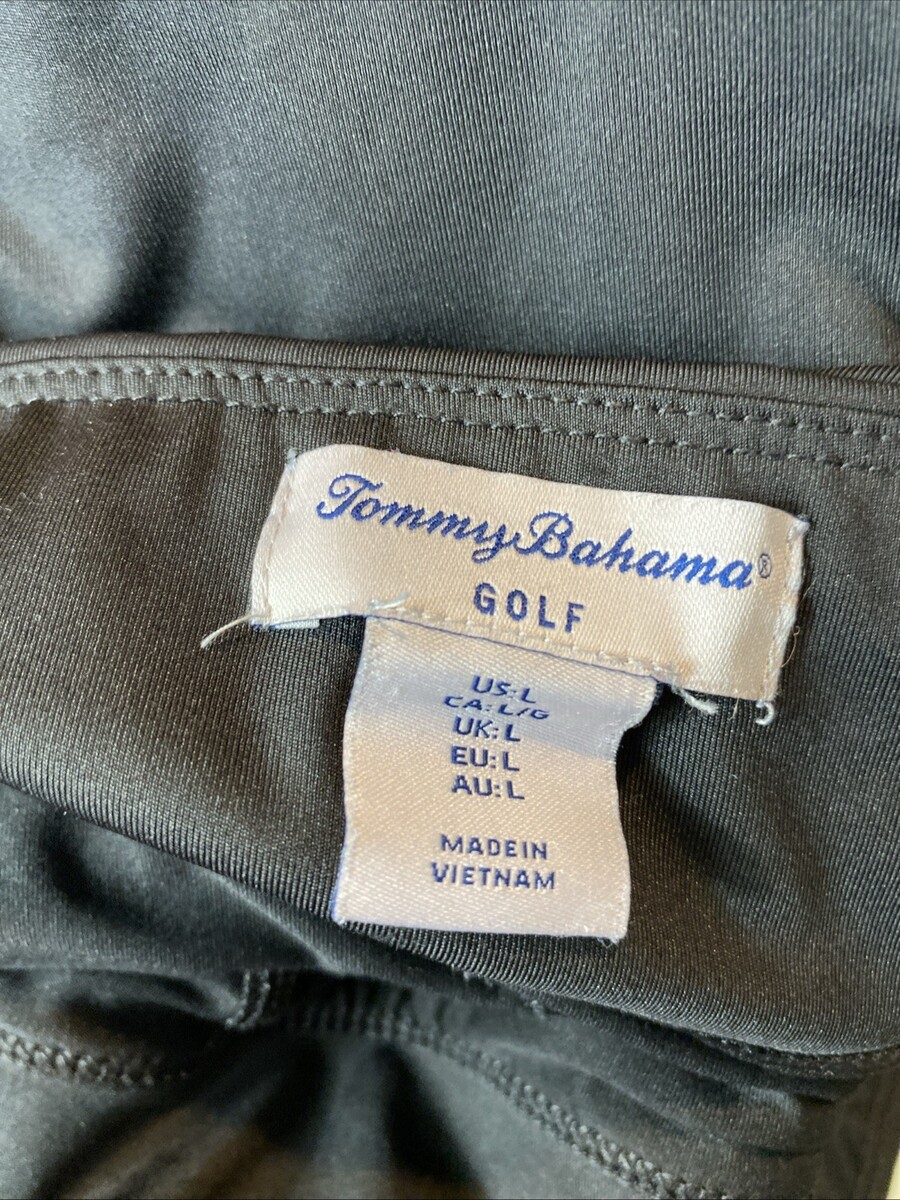 Tommy Bahama®
GOLF
US:L
CA:L/G
UK:L
EU:L
AU:L
MADE IN
VIETNAM